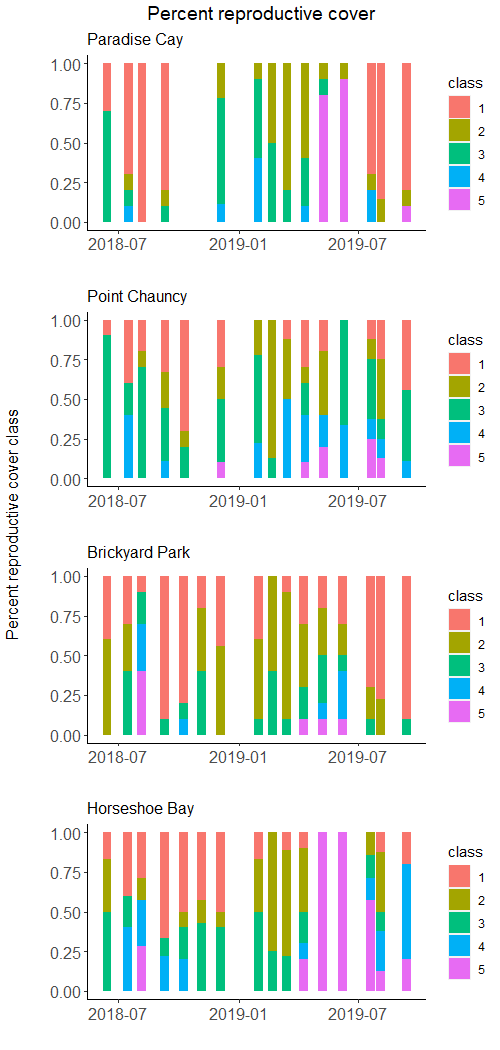 Percent reproductive cover
Percent reproductive cover class
Paradise Cay
1.00
0.75
0.50
0.25
0.00
2018-07 2019-01 2019-07
class
1
2
3
4
5
Point Chauncy
1.00
0.75
0.50
0.25
0.00
2018-07 2019-01 2019-07
class
1
2
3
4
5
Brickyard Park
1.00
0.75
0.50
0.25
0.00
2018-07 2019-01 2019-07
class
1
2
3
4
5
Horseshoe Bay
1.00
0.75
0.50
0.25
0.00
2018-07 2019-01 2019-07
class
1
2
3
4
5